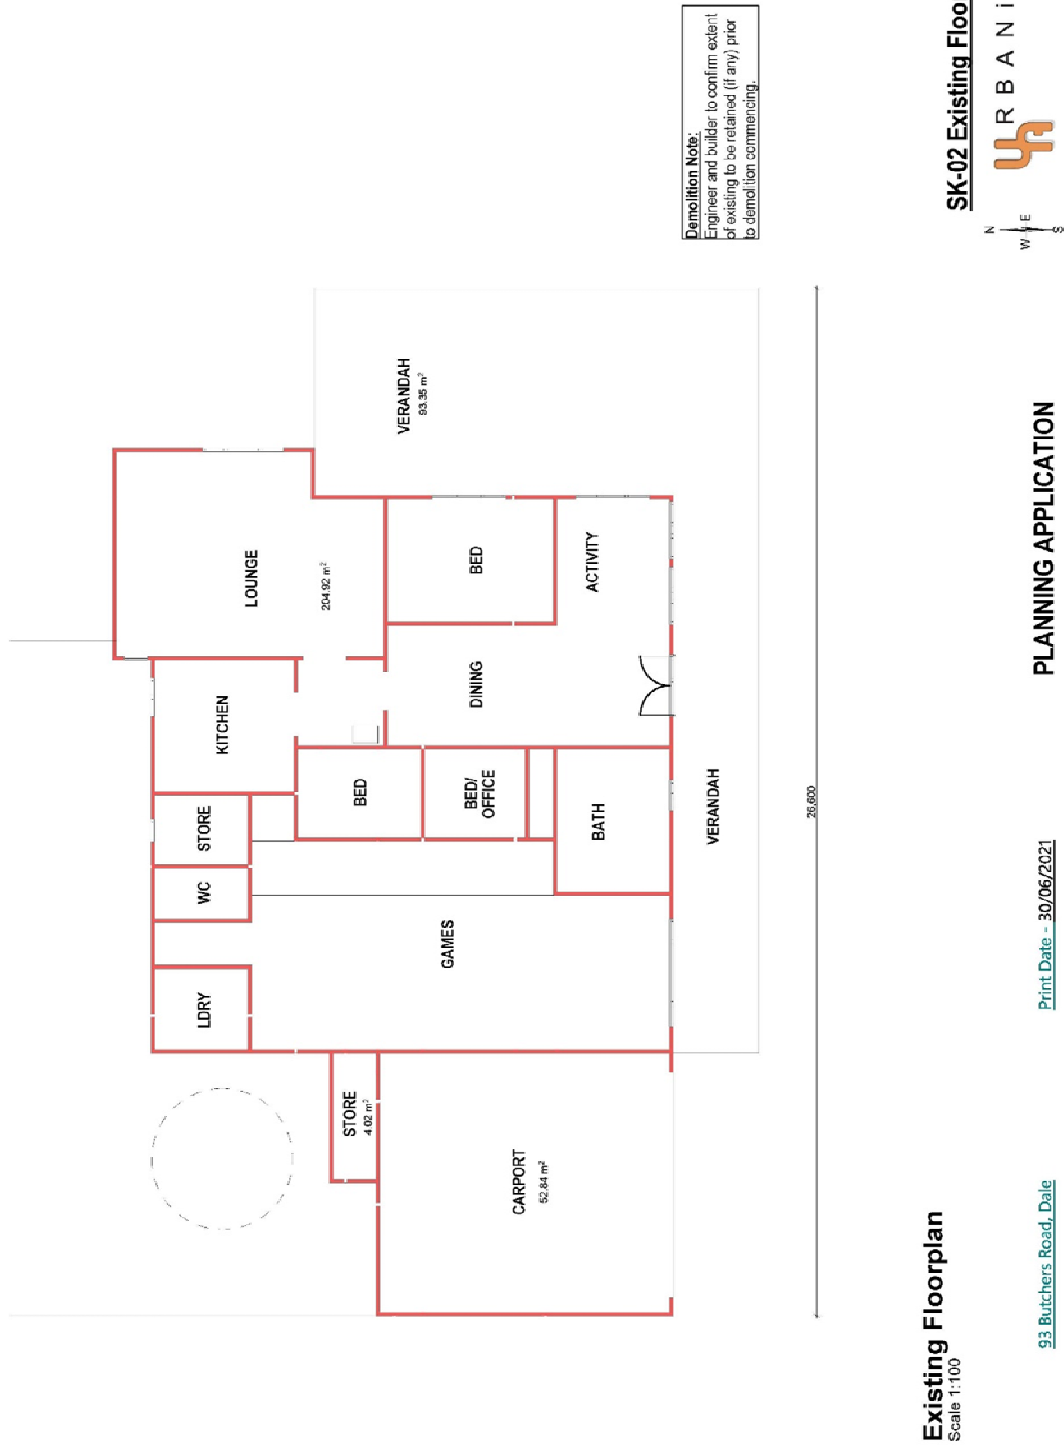 Demolition Note:
Engineer and builder to confirm extent
of existing to be retained (if any) prior
to demolition commencing.
SK-02 Existing Floo
RBANi
N
W
E
S
VERANDAH
93.35 m²
LOUNGE
204.92 m²
BED
ACTIVITY
KITCHEN
DINING
STORE
BED
BED/
OFFICE
BATH
VERANDAH
WC
GAMES
LDRY
STORE
4.02 m²
CARPORT
52.84 m²
26,600
Existing Floorplan
Scale 1:100
93 Butchers Road, Dale
Print Date - 30/06/2021
PLANNING APPLICATION